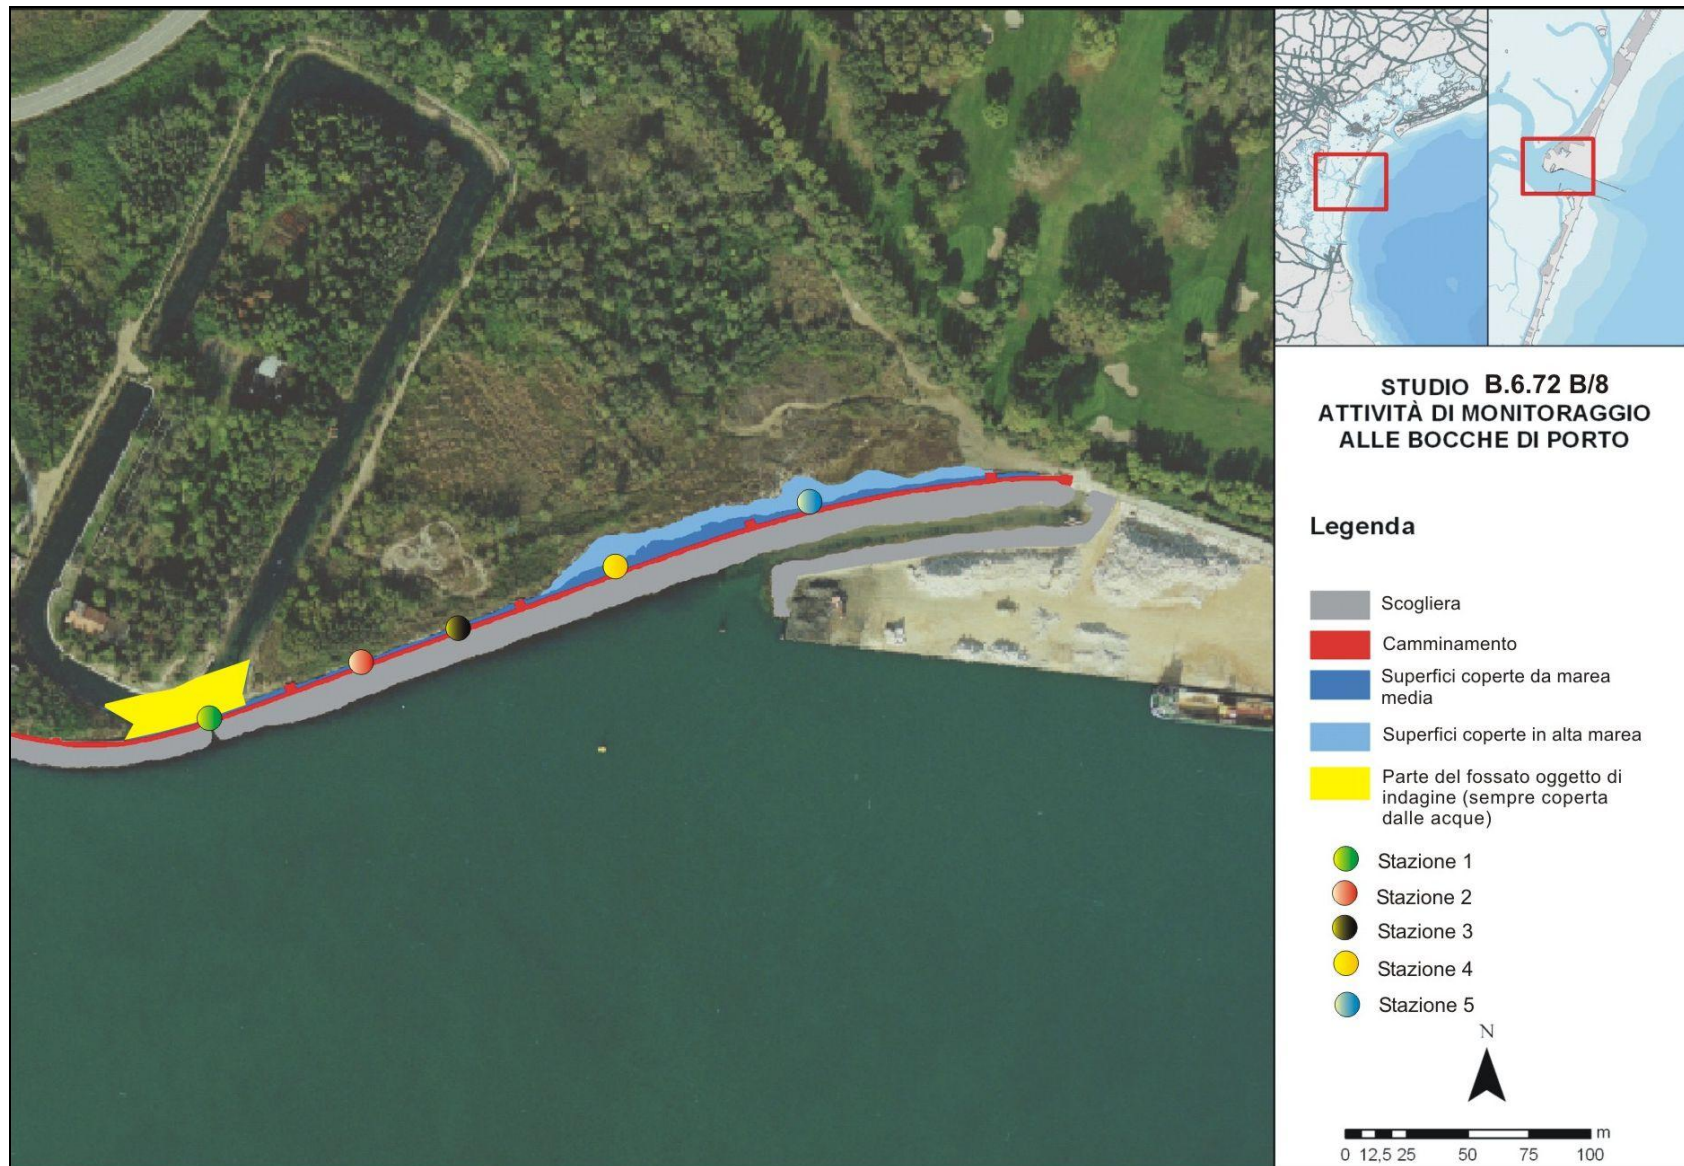 STUDIO B.6.72 B/8
ATTIVITÀ DI MONITORAGGIO
ALLE BOCCHE DI PORTO
Legenda
Scogliera
Camminamento
Superfici coperte da marea
media
Superfici coperte in alta marea
Parte del fossato oggetto di
indagine (sempre coperta
dalle acque)
Stazione 1
Stazione 2
Stazione 3
Stazione 4
Stazione 5
N
m
0 12,5 25 50 75 100